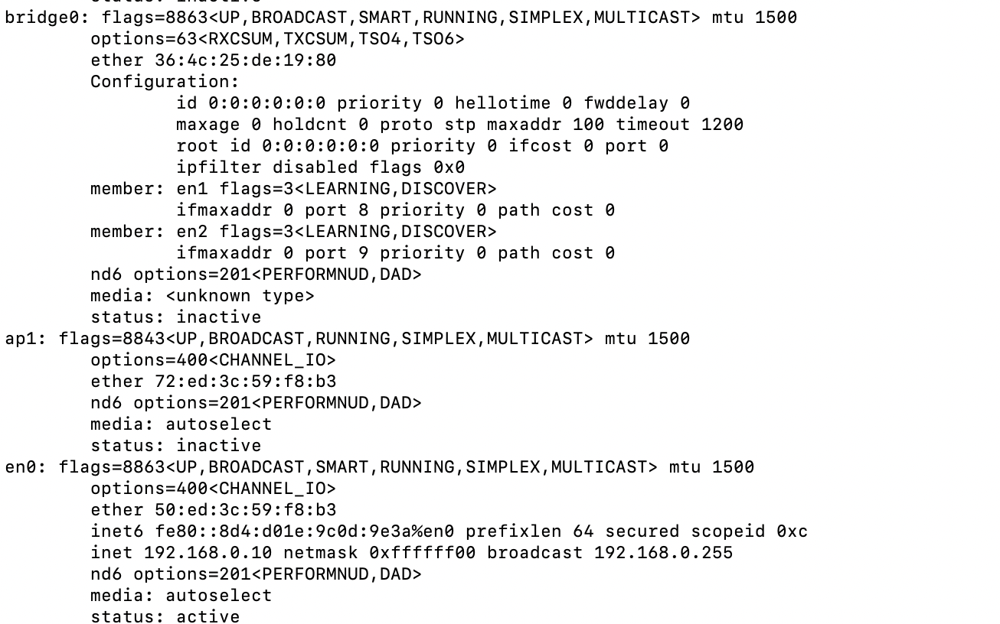 bridge0: flags=8863<UP,BROADCAST,SMART,RUNNING,SIMPLEX,MULTICAST> mtu 1500
options=63<RXCSUM,TXCSUM,TSO4,TSO6>
ether 36:4c:25:de:19:80
Configuration:
id 0:0:0:0:0:0 priority 0 hellotime 0 fwddelay 0
maxage 0 holdcnt 0 proto stp maxaddr 100 timeout 1200
root id 0:0:0:0:0:0 priority 0 ifcost 0 port 0
ipfilter disabled flags 0x0
member: en1 flags=3<LEARNING,DISCOVER>
ifmaxaddr 0 port 8 priority 0 path cost 0
member: en2 flags=3<LEARNING,DISCOVER>
ifmaxaddr 0 port 9 priority 0 path cost 0
nd6 options=201<PERFORMNUD,DAD>
media: <unknown type>
status: inactive
ap1: flags=8843<UP,BROADCAST,RUNNING,SIMPLEX,MULTICAST> mtu 1500
options=400<CHANNEL_IO>
ether 72:ed:3c:59:f8:b3
nd6 options=201<PERFORMNUD,DAD>
media: autoselect
status: inactive
en0: flags=8863<UP,BROADCAST,SMART,RUNNING,SIMPLEX,MULTICAST> mtu 1500
options=400<CHANNEL_IO>
ether 50:ed:3c:59:f8:b3
inet6 fe80::8d4:d01e:9c0d:9e3a%en0 prefixlen 64 secured scopeid 0xc
inet 192.168.0.10 netmask 0xffffff00 broadcast 192.168.0.255
nd6 options=201<PERFORMNUD,DAD>
media: autoselect
status: active